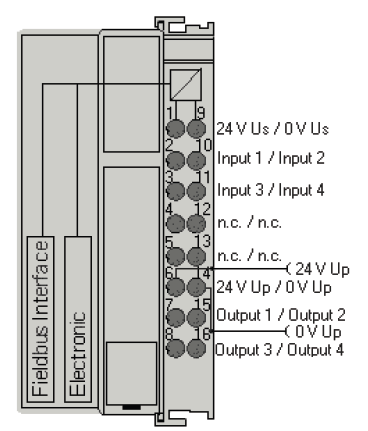 1 9
24 V Us / 0 V Us
2 10
Input 1 / Input 2
3 11
Input 3 / Input 4
4 12
n.c. / n.c.
5 13
n.c. / n.c.
24 V Up
6 4
24 V Up / 0 V Up
7 15
Output 1 / Output 2
0 V Up
8 16
Output 3 / Output 4
Fieldbus Interface
Electronic